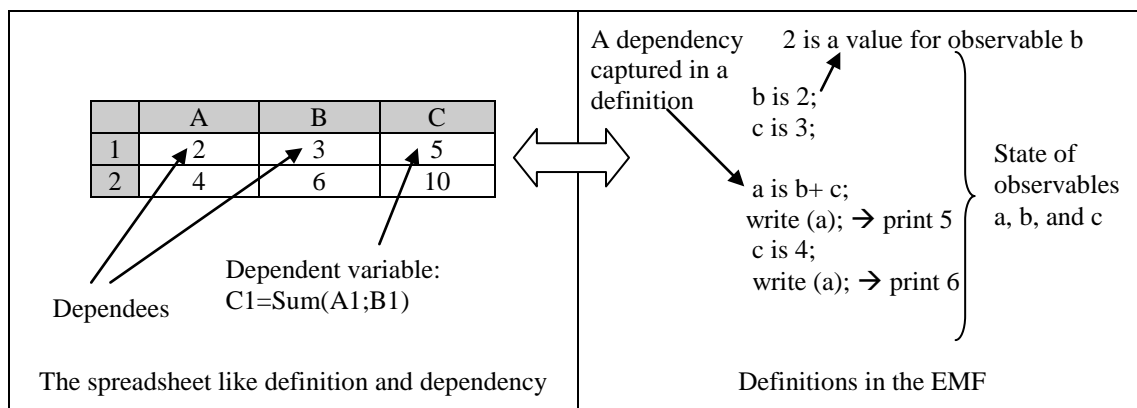 A B C
1 2 3 5
2 4 6 10
Dependees
Dependent variable:
C1=Sum(A1;B1)
The spreadsheet like definition and dependency
A dependency
captured in a
definition
2 is a value for observable b
b is 2;
c is 3;
a is b+ c;
write (a); → print 5
c is 4;
write (a); → print 6
State of
observables
a, b, and c
Definitions in the EMF